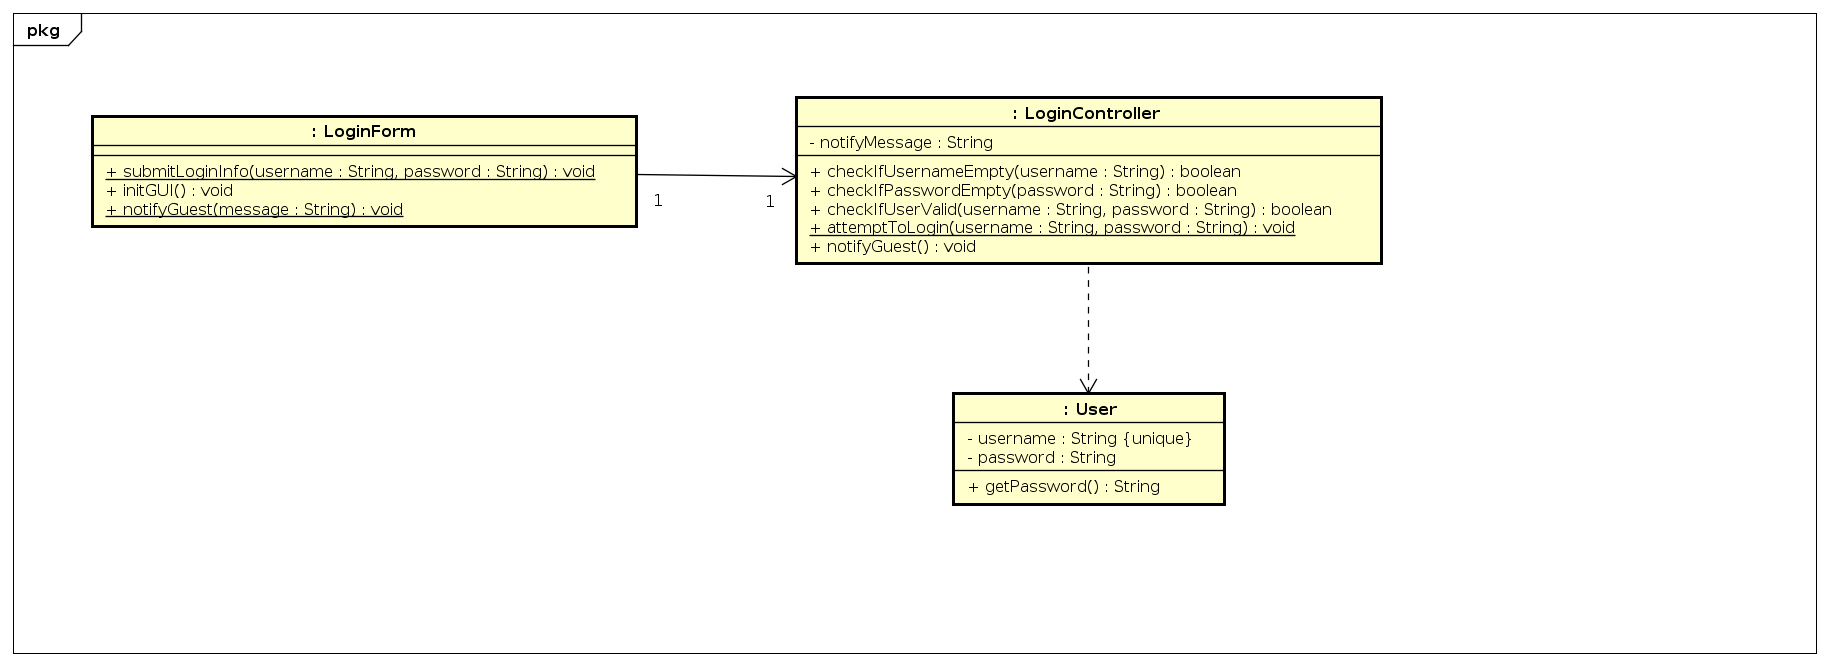 pkg
: LoginForm
+ submitLoginInfo(username : String, password : String) : void
+ initGUI() : void
+ notifyGuest(message : String) : void
1
1
: LoginController
- notifyMessage : String
+ checkIfUsernameEmpty(username : String) : boolean
+ checkIfPasswordEmpty(password : String) : boolean
+ checkIfUserValid(username : String, password : String) : boolean
+ attemptToLogin(username : String, password : String) : void
+ notifyGuest() : void
: User
- username : String {unique}
- password : String
+ getPassword() : String